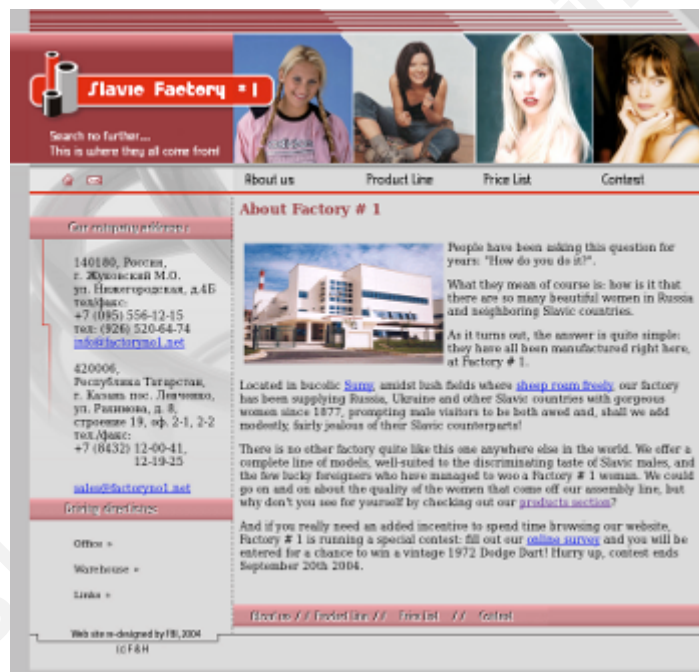 Slavic Factory #1
Search no further...
This is where they all come from!
About us
Product Line
Price List
Contest
Our company address:
140180, Россия,
г. Жуковский М.О.
ул. Нижегородская, д.4Б
тел/факс:
+7 (095) 556-12-15
тел: (926) 520-64-74
info@factoryno1.net
420006,
Республика Татарстан,
г. Казань пос. Левченко,
ул. Рахимова, д. 8,
строение 19, оф. 2-1, 2-2
тел./факс:
+7 (8432) 12-00-41,
12-19-25
sales@factoryno1.net
Driving directions:
Office »
Warehouse »
Links »
Web site re-designed by FBI, 2004
(c) F & H
About Factory # 1
People have been asking this question for
years: "How do you do it?".
What they mean of course is: how is it that
there are so many beautiful women in Russia
and neighboring Slavic countries.
As it turns out, the answer is quite simple:
they have all been manufactured right here,
at Factory # 1.
Located in bucolic Sumy, amidst lush fields where sheep roam freely, our factory
has been supplying Russia, Ukraine and other Slavic countries with gorgeous
women since 1877, prompting male visitors to be both awed and, shall we add
modestly, fairly jealous of their Slavic counterparts!
There is no other factory quite like this one anywhere else in the world. We offer a
complete line of models, well-suited to the discriminating taste of Slavic males, and
the few lucky foreigners who have managed to woo a Factory # 1 woman. We could
go on and on about the quality of the women that come off our assembly line, but
why don't you see for yourself by checking out our products section?
And if you really need an added incentive to spend time browsing our website,
Factory # 1 is running a special contest: fill out our online survey and you will be
entered for a chance to win a vintage 1972 Dodge Dart! Hurry up, contest ends
September 20th 2004.
About us // Product Line // Price List // Contest